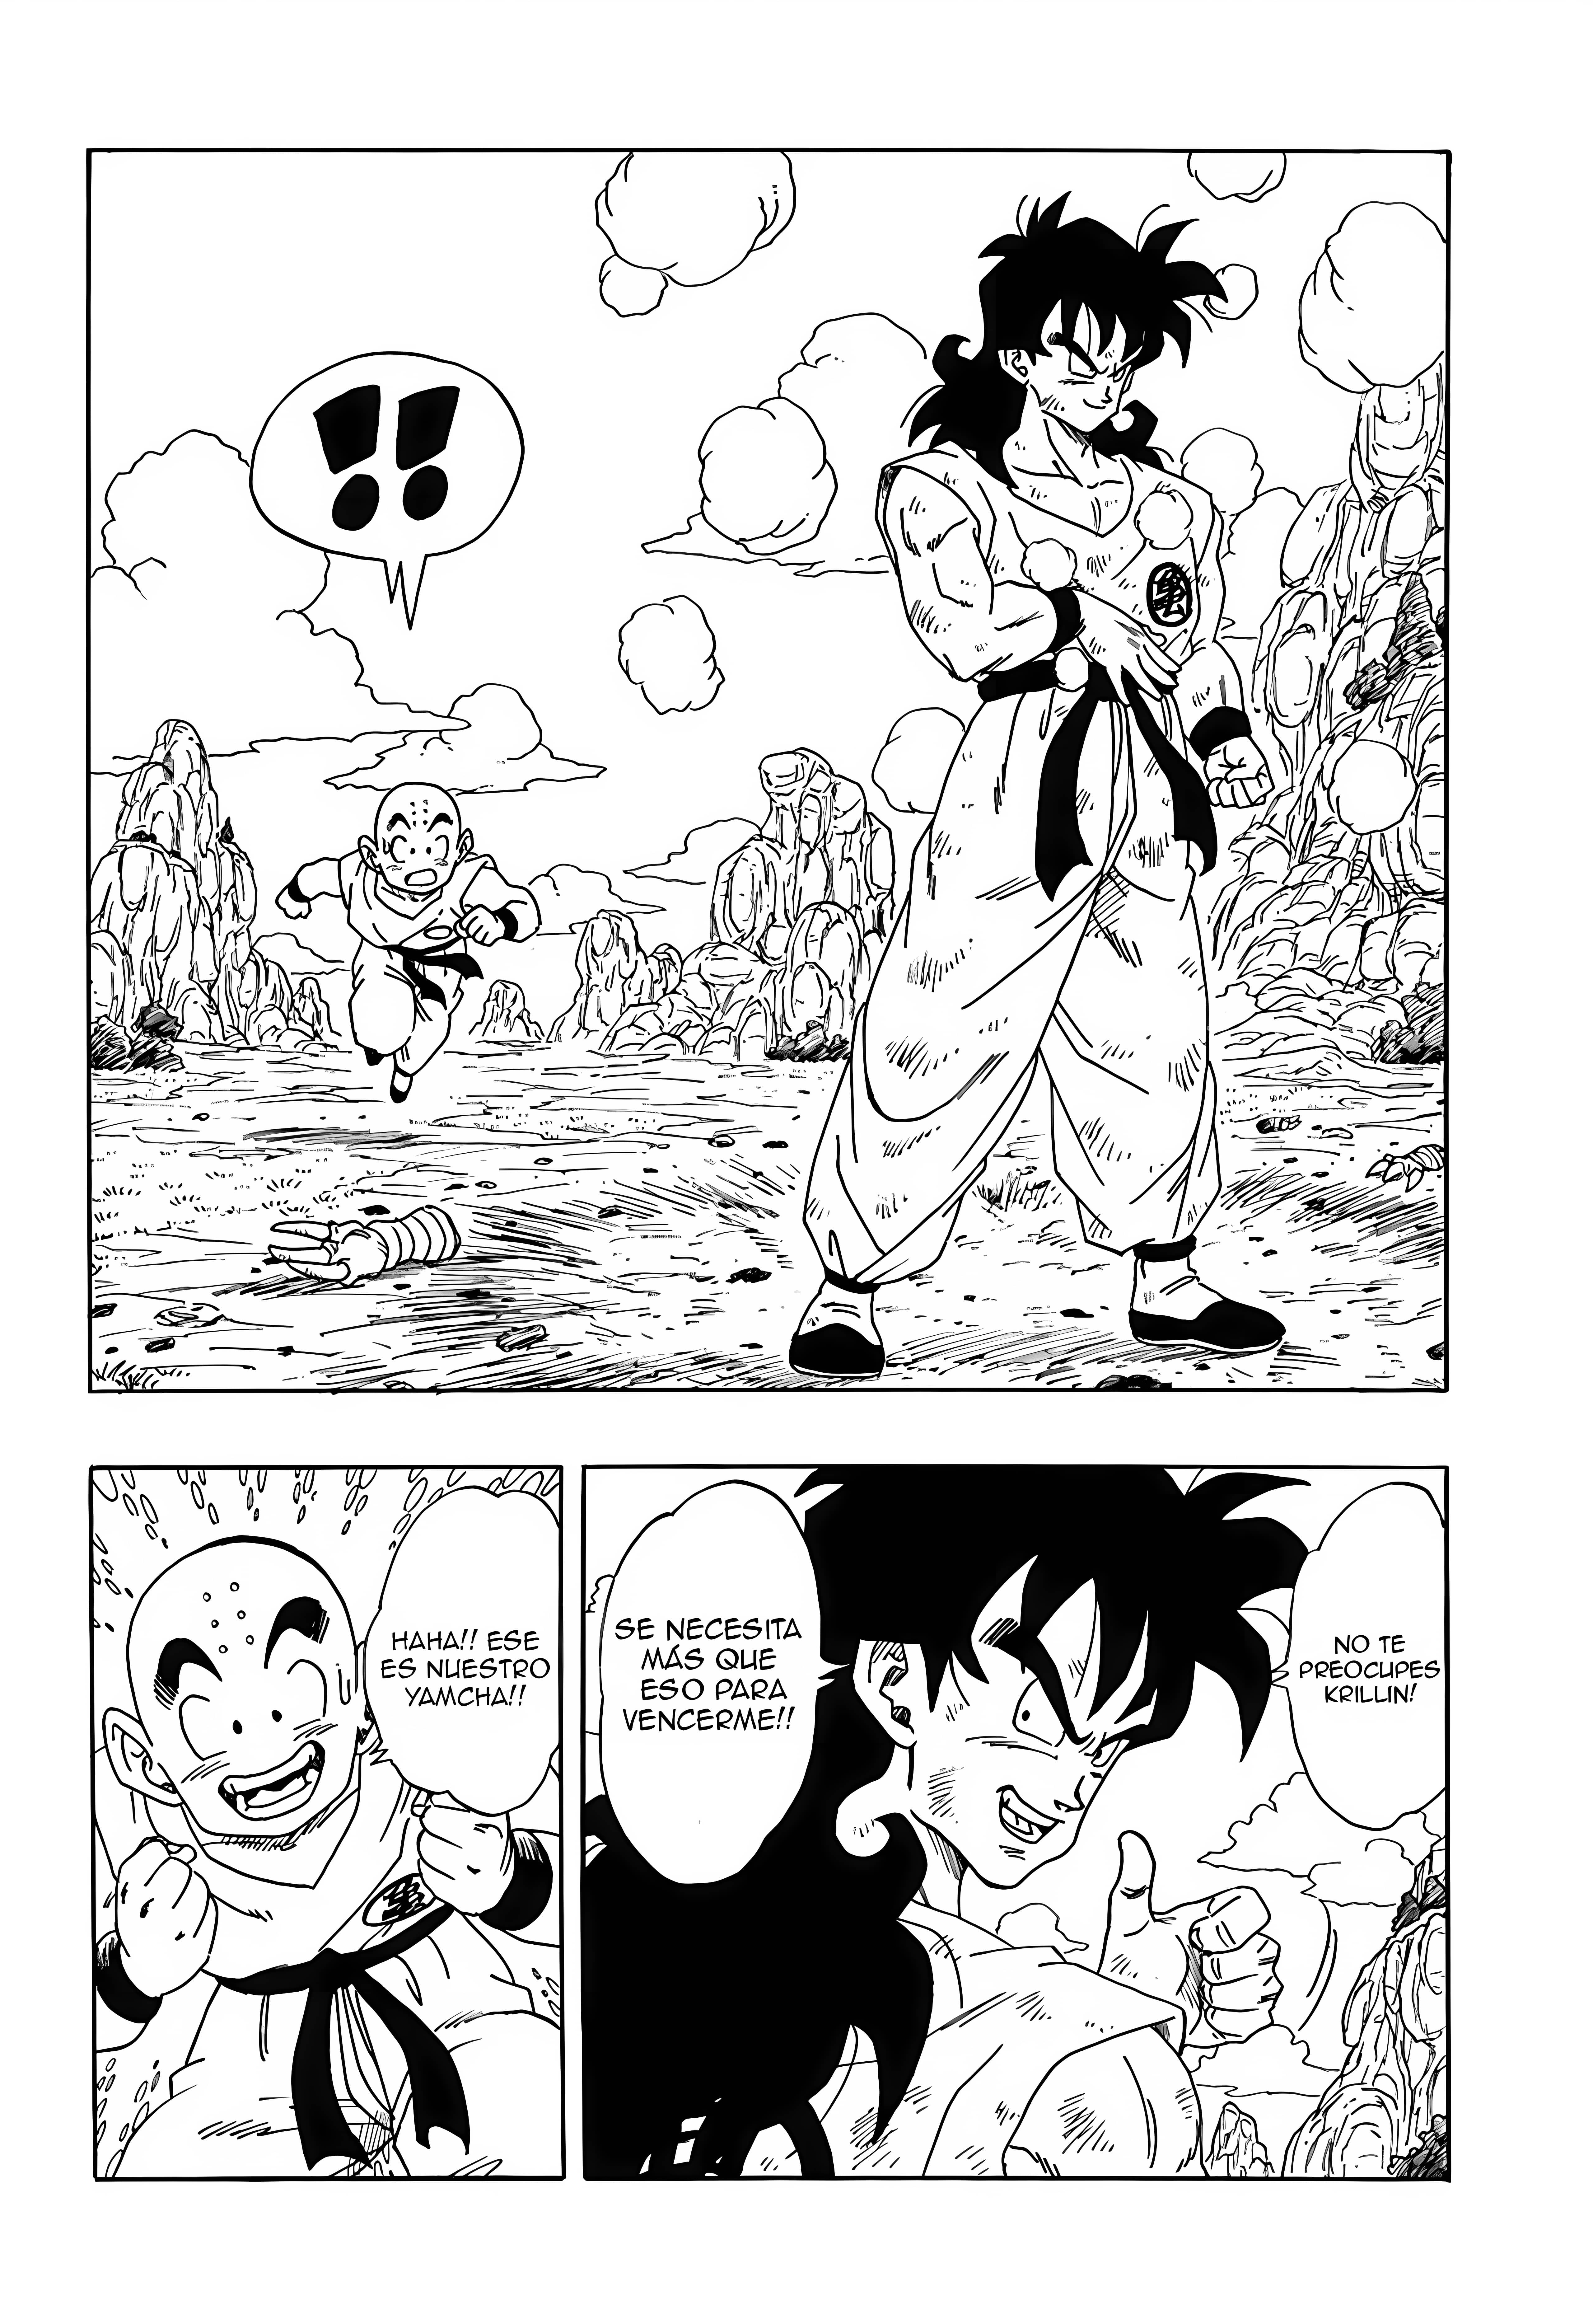 !!
NO TE
PREOCUPES
KRILLIN!
SE NECESITA
MÁS QUE
ESO PARA
VENCERME!!
HAHA!! ESE
ES NUESTRO
YAMCHA!!